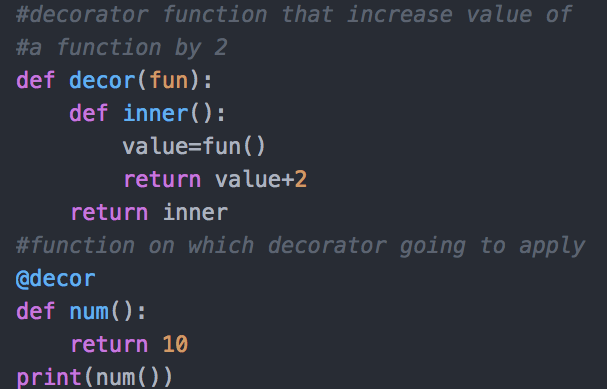 #decorator function that increase value of
#a function by 2
def decor(fun):
    def inner():
        value=fun()
        return value+2
    return inner
#function on which decorator going to apply
@decor
def num():
    return 10
print(num())